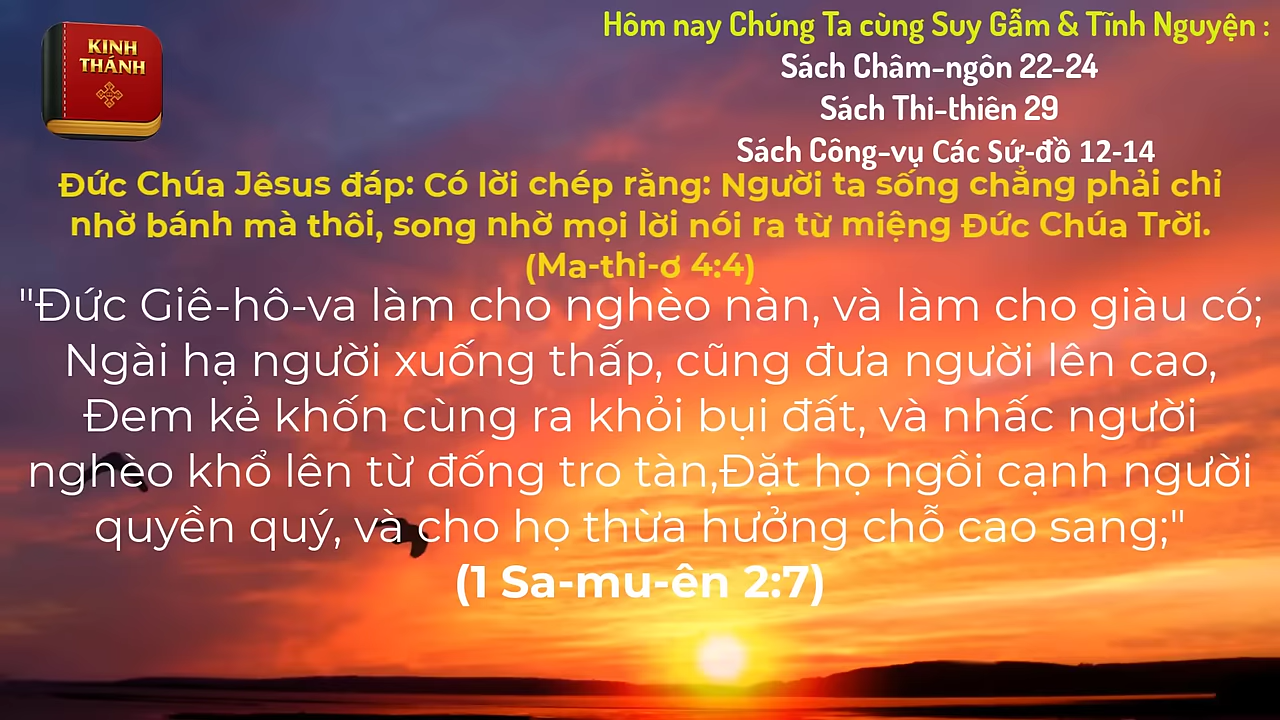 KINH
THÁNH
Hôm nay Chúng Ta cùng Suy Gẫm & Tĩnh Nguyện :
Sách Châm-ngôn 22-24
Sách Thi-thiên 29
Sách Công-vụ Các Sứ-đồ 12-14
Đức Chúa Jêsus đáp: Có lời chép rằng: Người ta sống chẳng phải chỉ
nhờ bánh mà thôi, song nhờ mọi lời nói ra từ miệng Đức Chúa Trời.
(Ma-thi-ơ 4:4)
"Đức Giê-hô-va làm cho nghèo nàn, và làm cho giàu có;
Ngài hạ người xuống thấp, cũng đưa người lên cao,
Đem kẻ khốn cùng ra khỏi bụi đất, và nhấc người
nghèo khổ lên từ đống tro tàn,Đặt họ ngồi cạnh người
quyền quý, và cho họ thừa hưởng chỗ cao sang;"
(1 Sa-mu-ên 2:7)